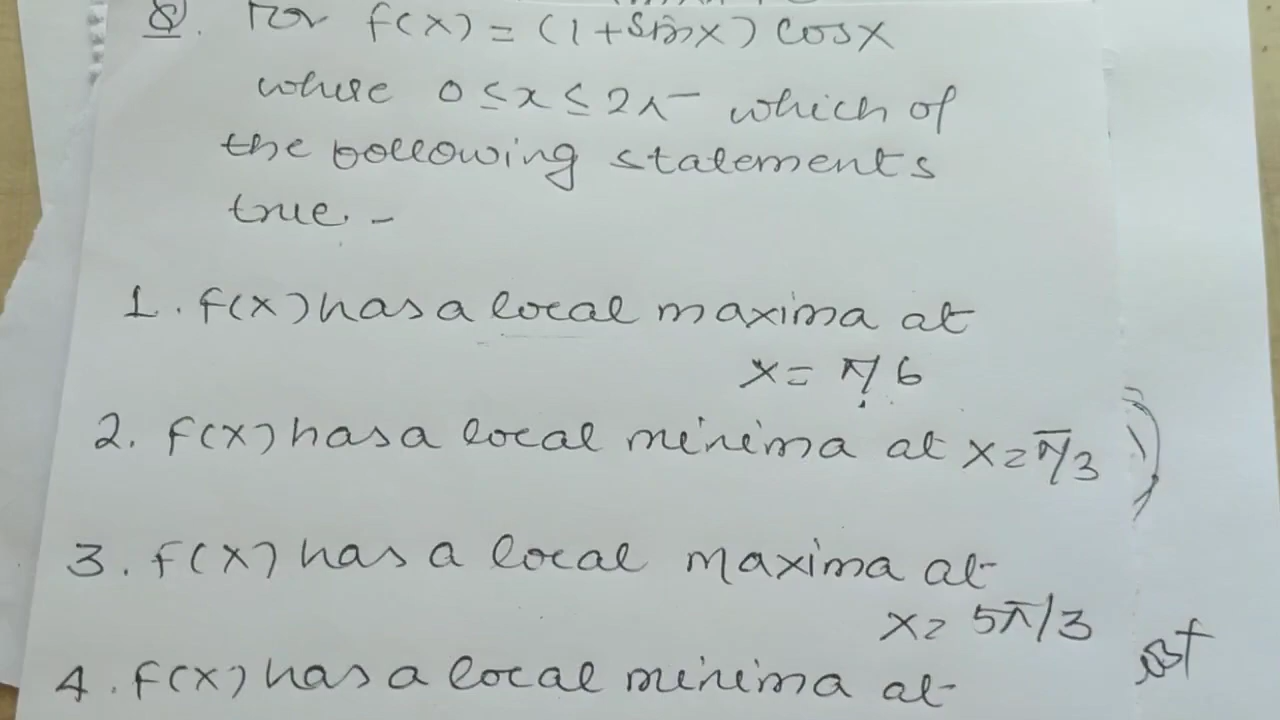 Q. For f(x) = (1+sinx) cosx
where 0 ≤ x ≤ 2π which of
the following statements
true. -
1. f(x) has a local maxima at
x = π/6
2. f(x) has a local minima at x = π/3
3. f(x) has a local maxima at
x = 5π/3
4. f(x) has a local minima at